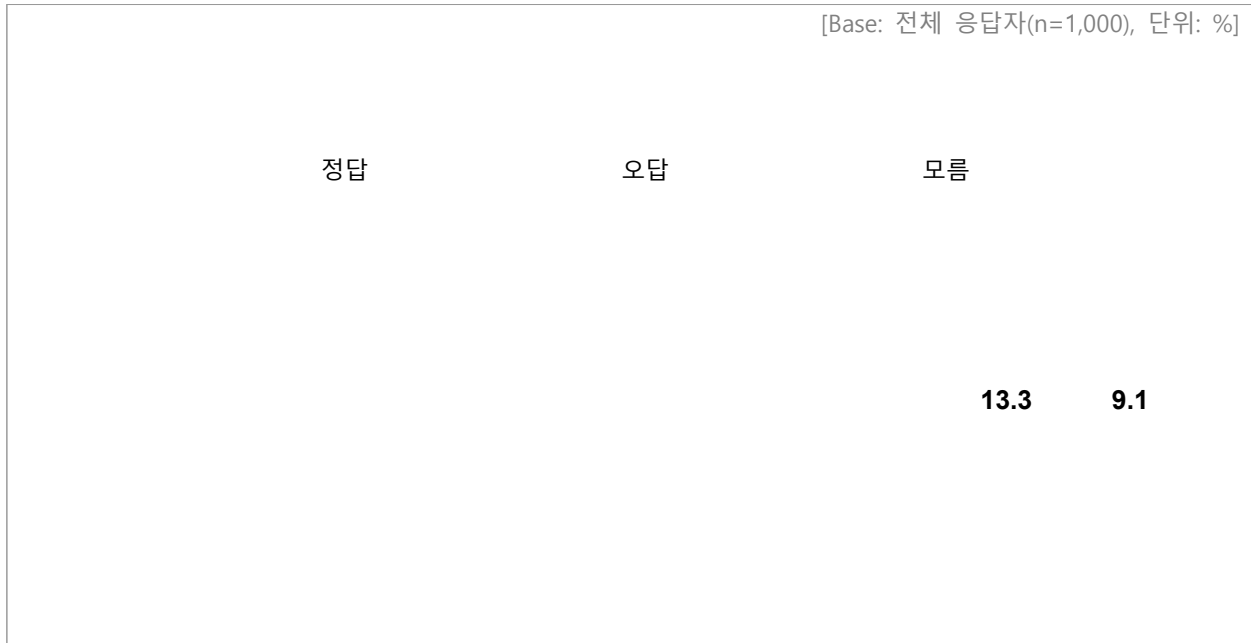 [Base: 전체 응답자(n=1,000), 단위: %]
정답 오답 모름
13.3 9.1